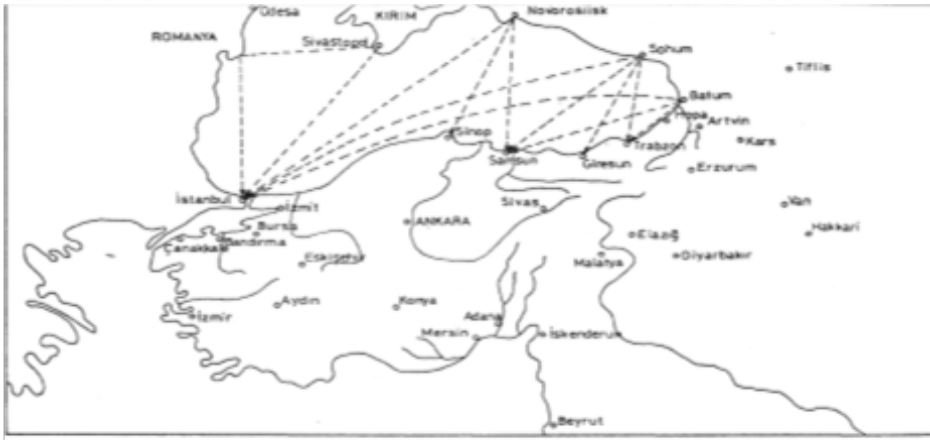 Odesa
KIRIM
Novorosiisk
ROMANYA
Sivastopol
Sohum
Tiflis
Batum
Hopa
Artvin
Sinop
Trabzon
Kars
Samsun
Giresun
Erzurum
İstanbul
İzmit
Sivas
Van
ANKARA
Bursa
Elazığ
Hakkari
Çanakkale
Bandırma
Eskişehir
Malatya
Diyarbakır
Aydın
Konya
İzmir
Adana
Mersin
İskenderun
Beyrut